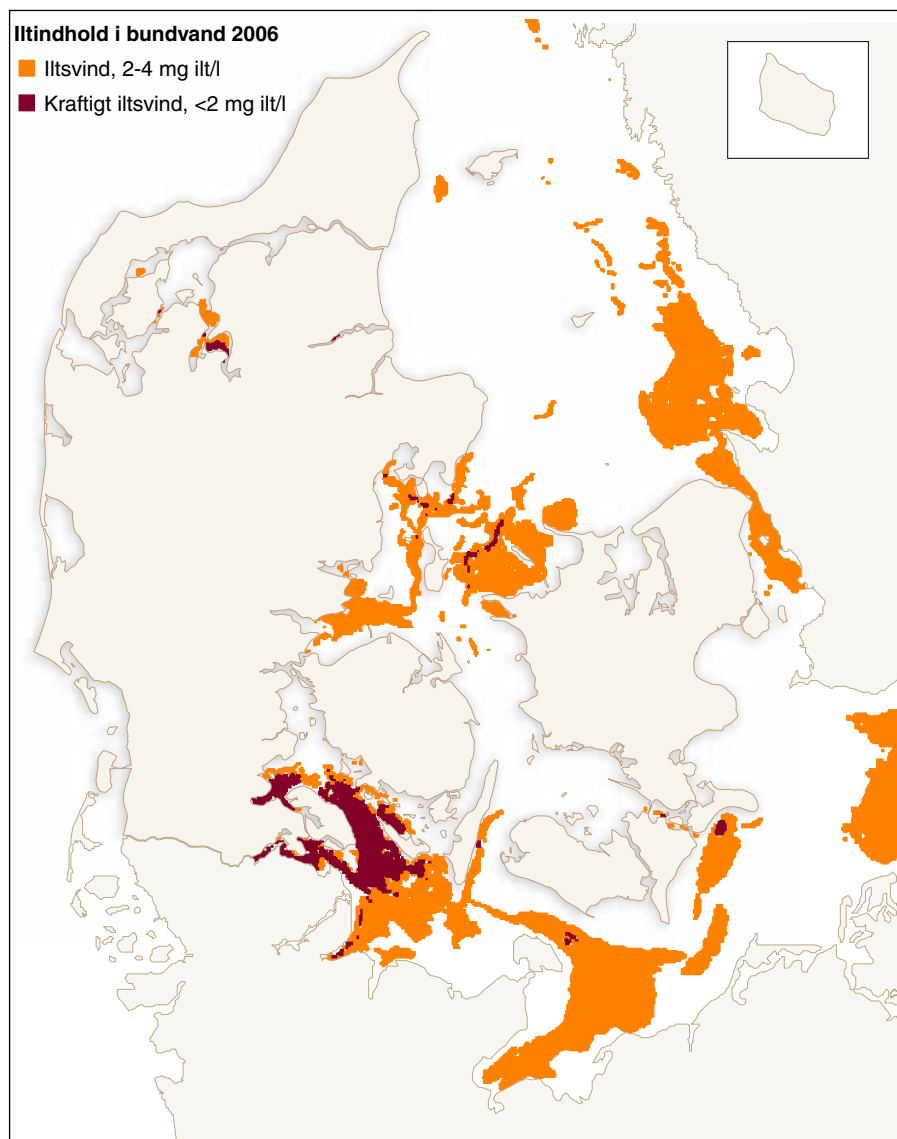 Iltindhold i bundvand 2006
Iltsvind, 2-4 mg ilt/l
Kraftigt iltsvind, <2 mg ilt/l